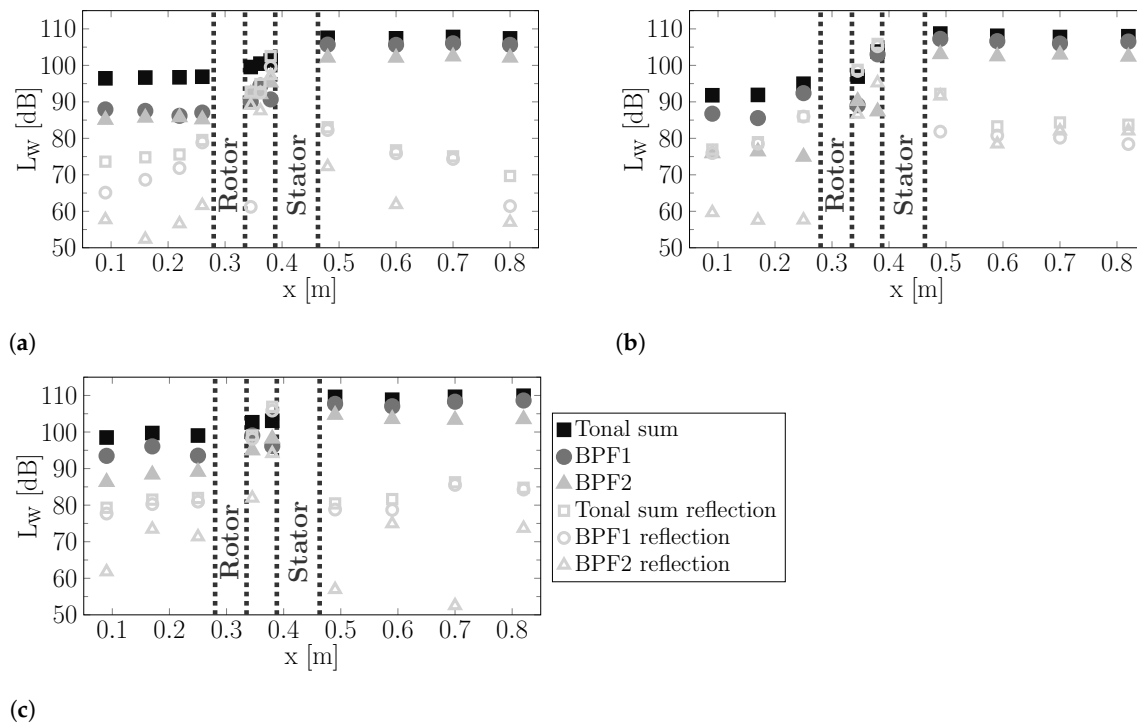 110
100
90
80
70
60
50
L_W [dB]
Rotor
Stator
0.1 0.2 0.3 0.4 0.5 0.6 0.7 0.8
x [m]
(a)
110
100
90
80
70
60
50
L_W [dB]
Rotor
Stator
0.1 0.2 0.3 0.4 0.5 0.6 0.7 0.8
x [m]
(b)
110
100
90
80
70
60
50
L_W [dB]
Rotor
Stator
0.1 0.2 0.3 0.4 0.5 0.6 0.7 0.8
x [m]
(c)
Tonal sum
BPF1
BPF2
Tonal sum reflection
BPF1 reflection
BPF2 reflection